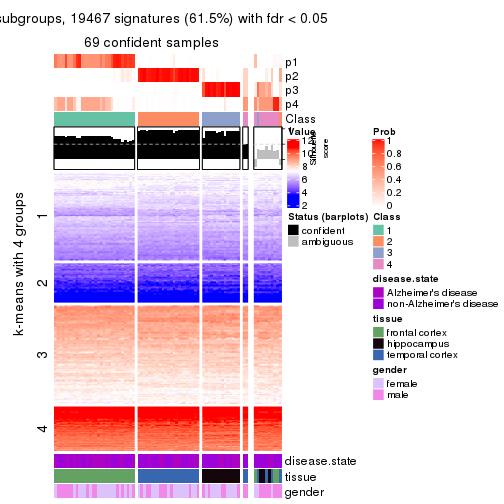 subgroups, 19467 signatures (61.5%) with fdr < 0.05
69 confident samples
p1
p2
p3
p4
Class
Silhouette
score
k-means with 4 groups
1
2
3
4
disease.state
tissue
gender
Value
12
10
8
6
4
2
Status (barplots)
confident
ambiguous
Prob
1
0.8
0.6
0.4
0.2
0
Class
1
2
3
4
disease.state
Alzheimer's disease
non-Alzheimer's disease
tissue
frontal cortex
hippocampus
temporal cortex
gender
female
male